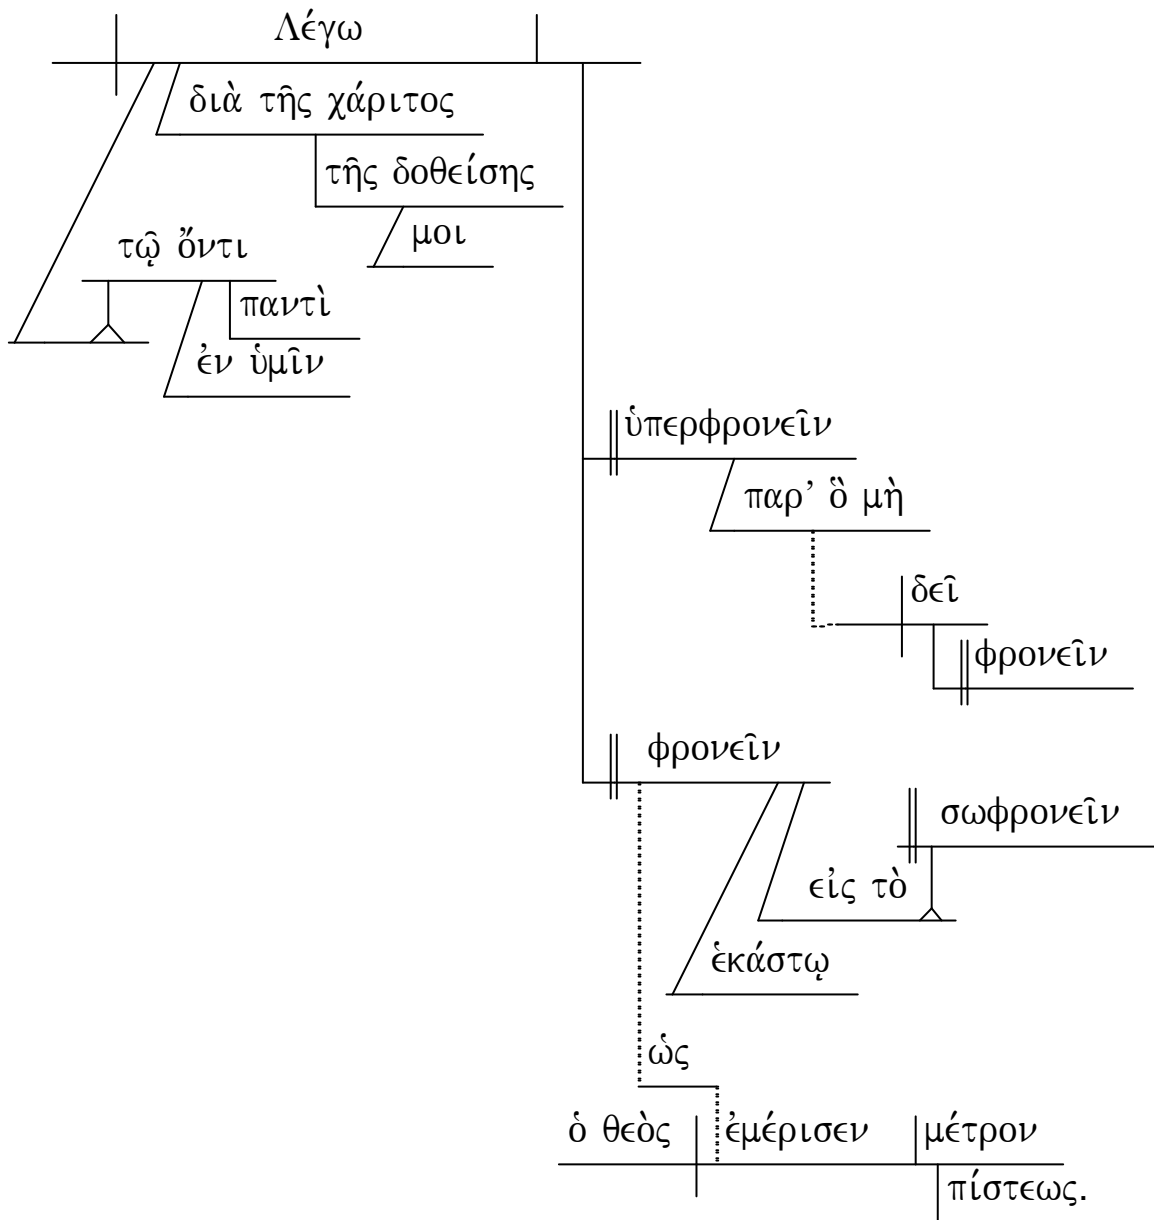 Λέγω
διὰ τῆς χάριτος
τῆς δοθείσης
μοι
τῷ ὄντι
παντὶ
ἐν ὑμῖν
ὑπερφρονεῖν
παρ’ ὃ μὴ
δεῖ
φρονεῖν
φρονεῖν
σωφρονεῖν
εἰς τὸ
ἑκάστῳ
ὡς
ὁ θεὸς ἐμέρισεν μέτρον
πίστεως.